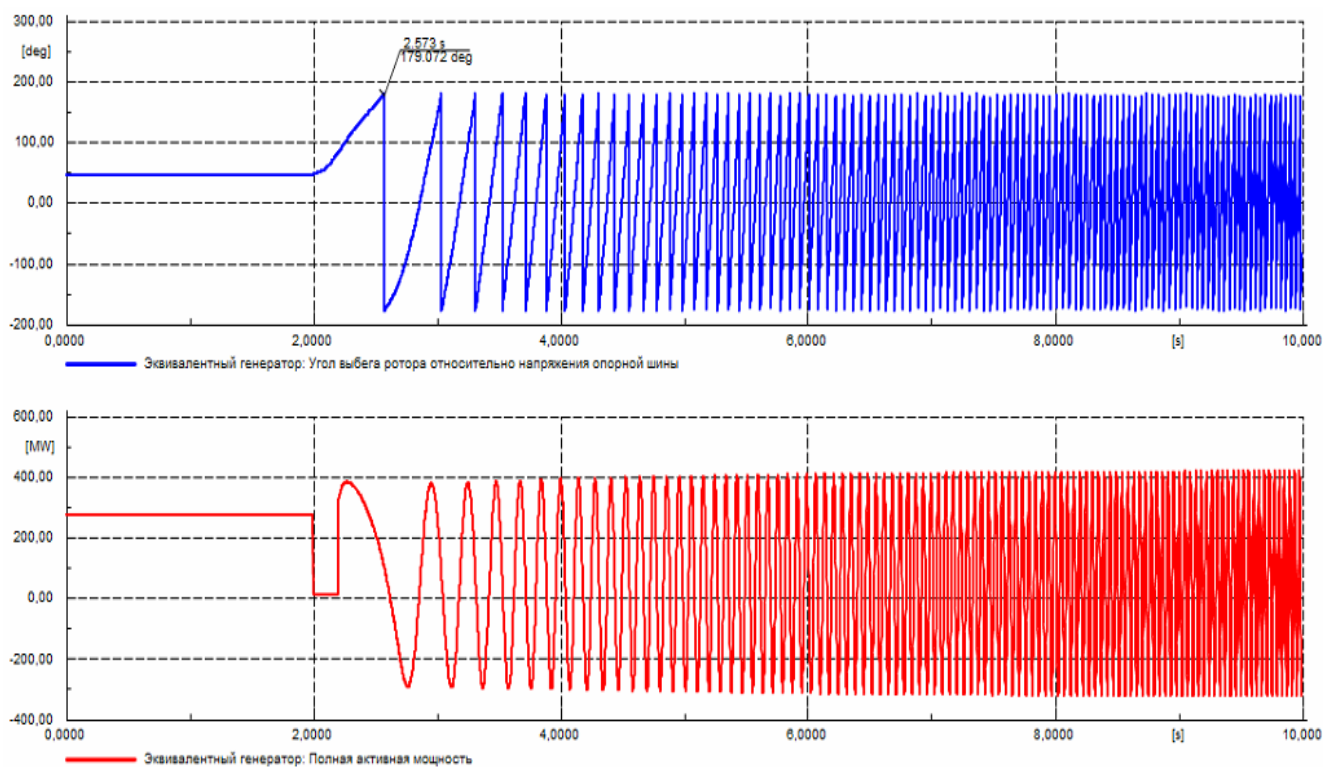 300,00
[deg]
2.573 s
179.072 deg
200,00
100,00
0,00
-100,00
-200,00
0,0000 2,0000 4,0000 6,0000 8,0000 [s] 10,000
Эквивалентный генератор: Угол выбега ротора относительно напряжения опорной шины
600,00
[MW]
400,00
200,00
0,00
-200,00
-400,00
0,0000 2,0000 4,0000 6,0000 8,0000 [s] 10,000
Эквивалентный генератор: Полная активная мощность